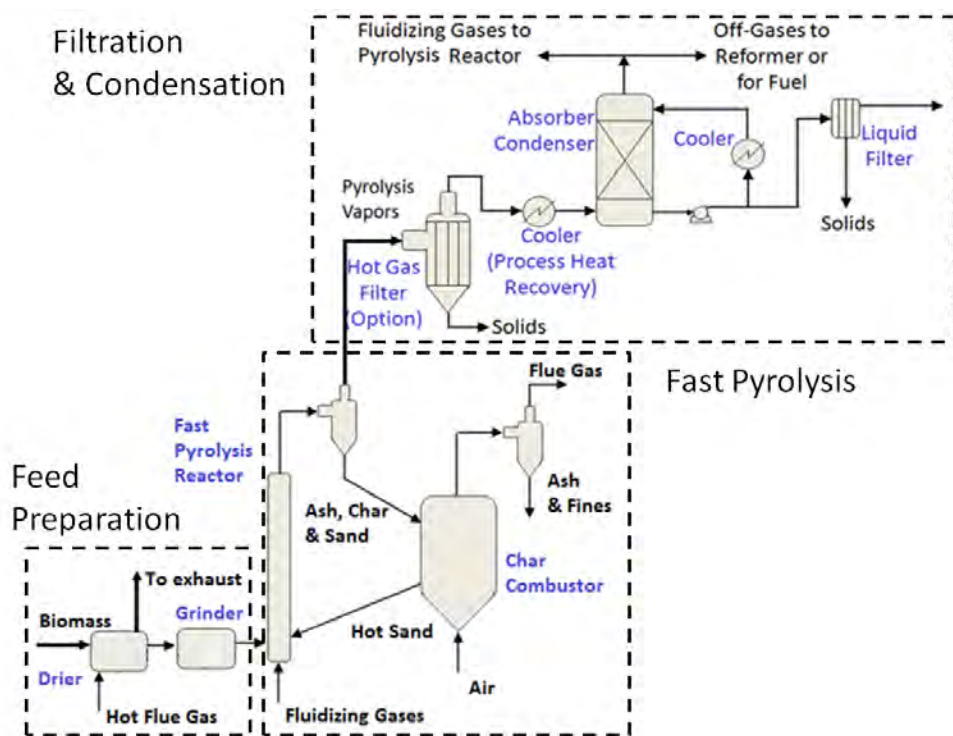 Filtration
& Condensation
Fluidizing Gases to
Pyrolysis Reactor
Off-Gases to
Reformer or
for Fuel
Absorber
Condenser
Cooler
Liquid
Filter
Solids
Pyrolysis
Vapors
Hot Gas
Filter
(Option)
Cooler
(Process Heat
Recovery)
Solids
Fast Pyrolysis
Flue Gas
Fast
Pyrolysis
Reactor
Ash
& Fines
Ash, Char
& Sand
Char
Combustor
Hot Sand
Air
Fluidizing Gases
Feed
Preparation
To exhaust
Biomass
Grinder
Drier
Hot Flue Gas